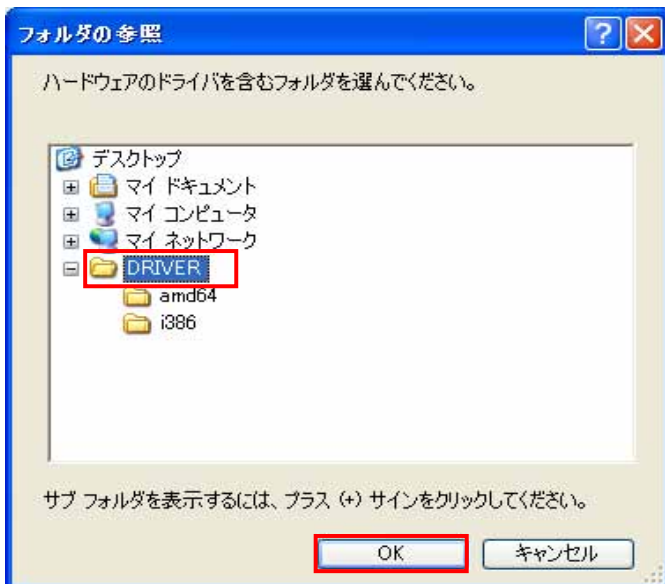 フォルダの参照
ハードウェアのドライバを含むフォルダを選んでください。
デスクトップ
マイ ドキュメント
マイ コンピュータ
マイ ネットワーク
DRIVER
amd64
i386
サブ フォルダを表示するには、プラス (+) サインをクリックしてください。
OK キャンセル